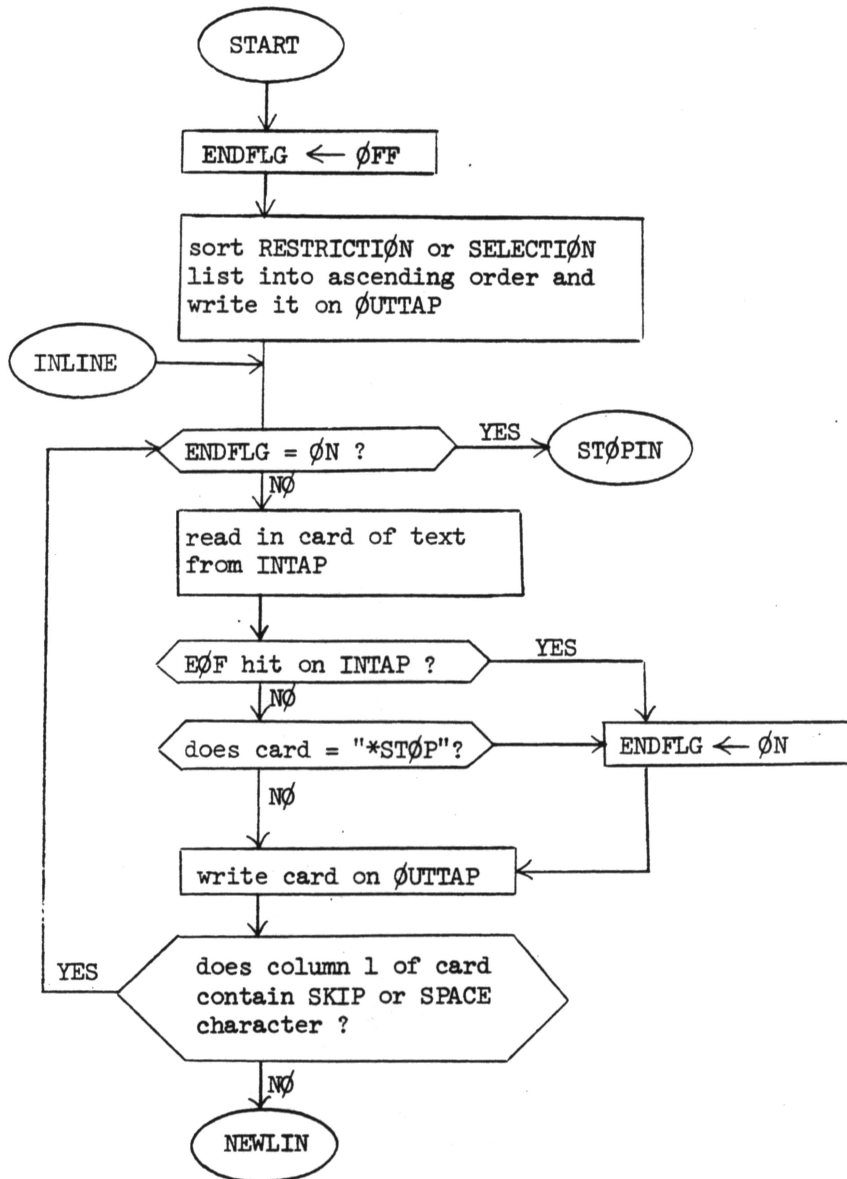 START
ENDFLG ← ØFF
sort RESTRICTIØN or SELECTIØN
list into ascending order and
write it on ØUTTAP
INLINE
ENDFLG = ØN ?
YES
STØPIN
NØ
read in card of text
from INTAP
EØF hit on INTAP ?
YES
NØ
does card = "*STØP"?
ENDFLG ← ØN
NØ
write card on ØUTTAP
does column 1 of card
contain SKIP or SPACE
character ?
YES
NØ
NEWLIN